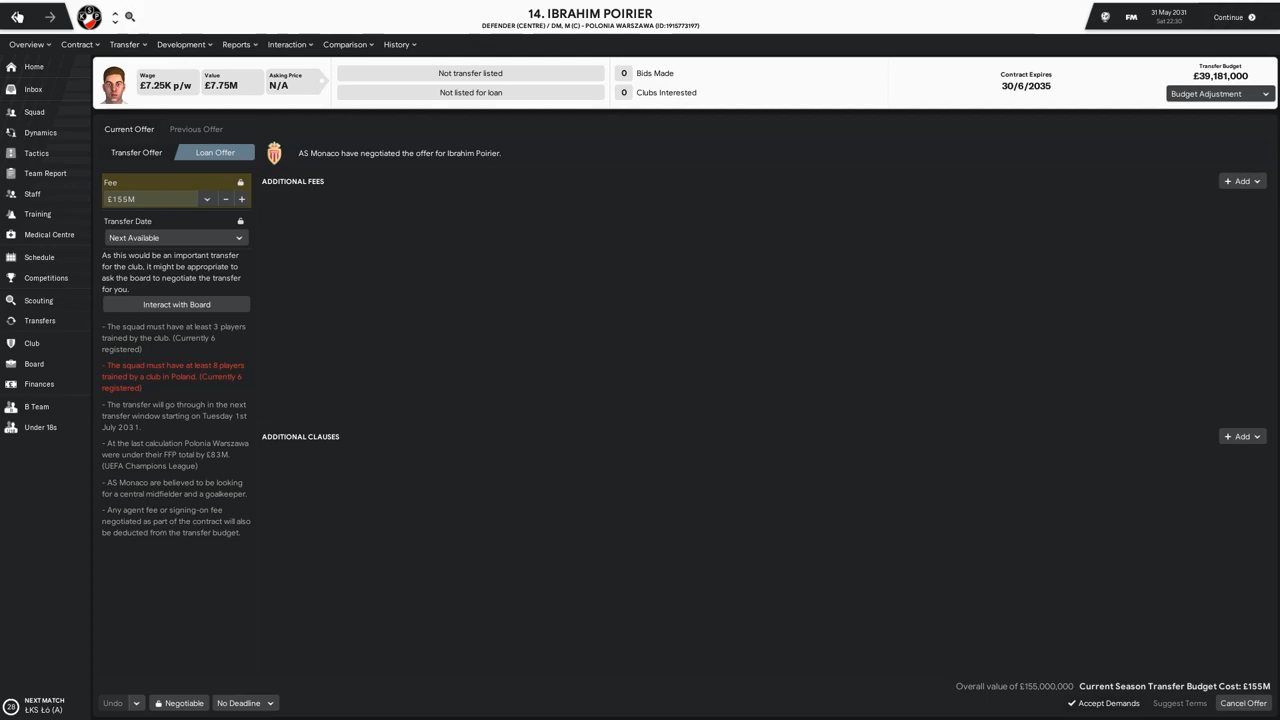 14. IBRAHIM POIRIER
DEFENDER (CENTRE) / DM, M (C) - POLONIA WARSZAWA (ID:1915773197)
FM
31 May 2031
Sat 22:30
Continue
Overview
Contract
Transfer
Development
Reports
Interaction
Comparison
History
Home
Inbox
Squad
Dynamics
Tactics
Team Report
Staff
Training
Medical Centre
Schedule
Competitions
Scouting
Transfers
Club
Board
Finances
B Team
Under 18s
Wage
£7.25K p/w
Value
£7.75M
Asking Price
N/A
Not transfer listed
Not listed for loan
0 Bids Made
0 Clubs Interested
Contract Expires
30/6/2035
Transfer Budget
£39,181,000
Budget Adjustment
Current Offer
Previous Offer
Transfer Offer
Loan Offer
AS Monaco have negotiated the offer for Ibrahim Poirier.
Fee
£155M
Transfer Date
Next Available
As this would be an important transfer
for the club, it might be appropriate to
ask the board to negotiate the transfer
for you.
Interact with Board
- The squad must have at least 3 players
trained by the club. (Currently 6
registered)
- The squad must have at least 8 players
trained by a club in Poland. (Currently 6
registered)
- The transfer will go through in the next
transfer window starting on Tuesday 1st
July 2031.
- At the last calculation Polonia Warszawa
were under their FFP total by £83M.
(UEFA Champions League)
- AS Monaco are believed to be looking
for a central midfielder and a goalkeeper.
- Any agent fee or signing-on fee
negotiated as part of the contract will also
be deducted from the transfer budget.
ADDITIONAL FEES
+ Add
ADDITIONAL CLAUSES
+ Add
Overall value of £155,000,000 Current Season Transfer Budget Cost: £155M
28
NEXT MATCH
ŁKS Łó (A)
Undo
Negotiable
No Deadline
Accept Demands
Suggest Terms
Cancel Offer